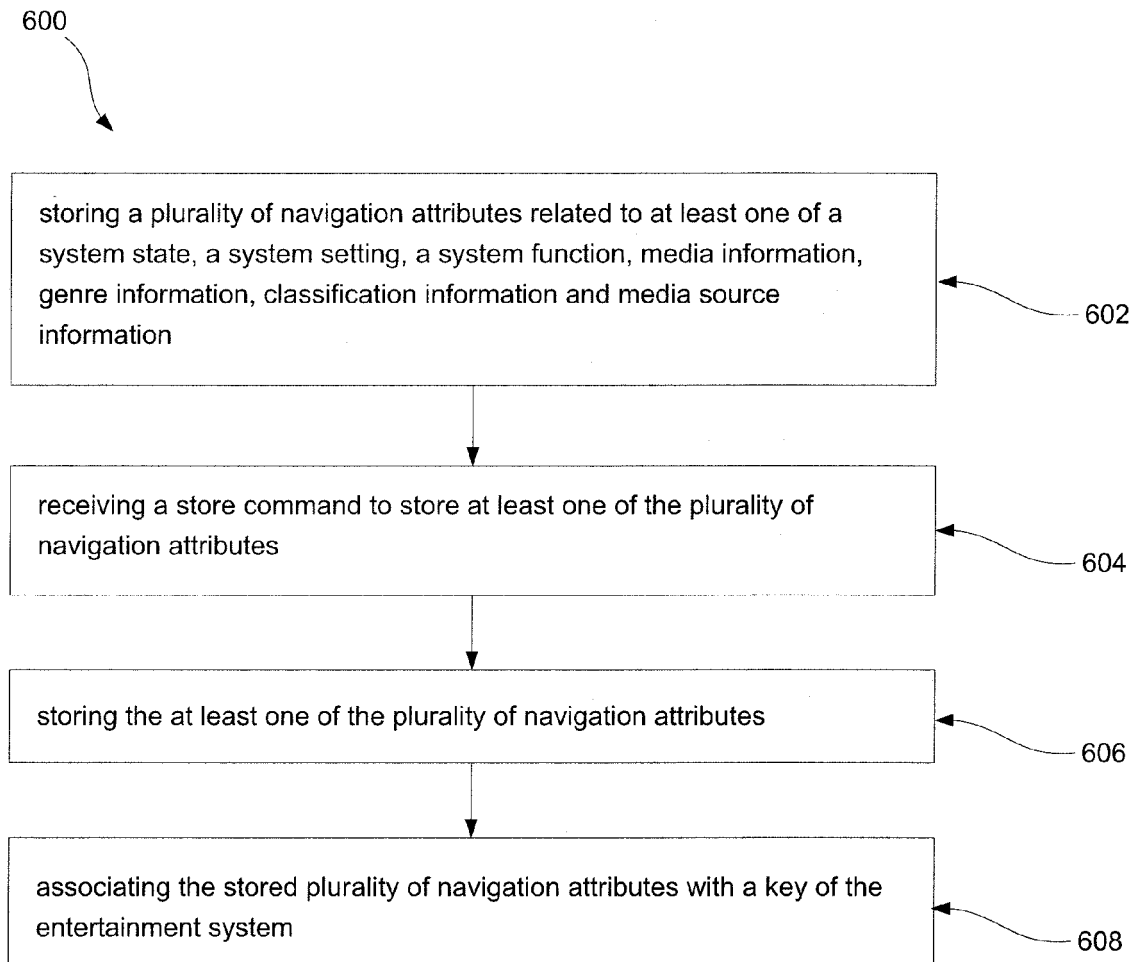 600
storing a plurality of navigation attributes related to at least one of a
system state, a system setting, a system function, media information,
genre information, classification information and media source
information
602
receiving a store command to store at least one of the plurality of
navigation attributes
604
storing the at least one of the plurality of navigation attributes
606
associating the stored plurality of navigation attributes with a key of the
entertainment system
608